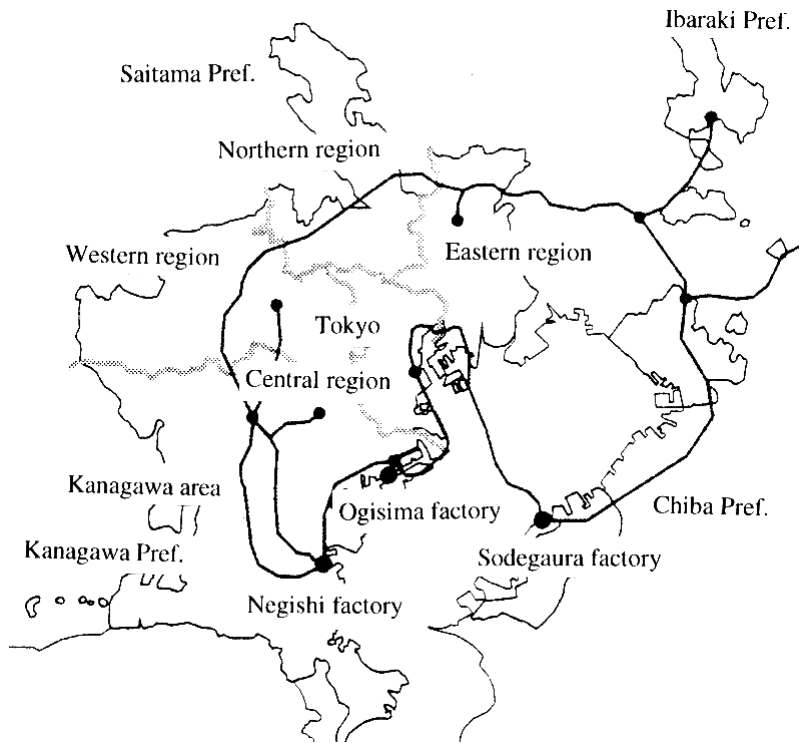 Ibaraki Pref.
Saitama Pref.
Northern region
Western region
Eastern region
Tokyo
Central region
Kanagawa area
Ogisima factory
Chiba Pref.
Kanagawa Pref.
Sodegaura factory
Negishi factory